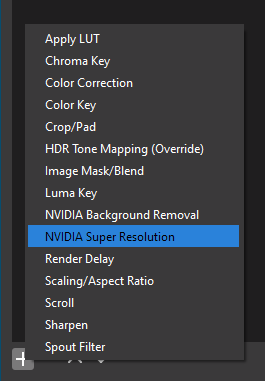 Apply LUT
Chroma Key
Color Correction
Color Key
Crop/Pad
HDR Tone Mapping (Override)
Image Mask/Blend
Luma Key
NVIDIA Background Removal
NVIDIA Super Resolution
Render Delay
Scaling/Aspect Ratio
Scroll
Sharpen
Spout Filter